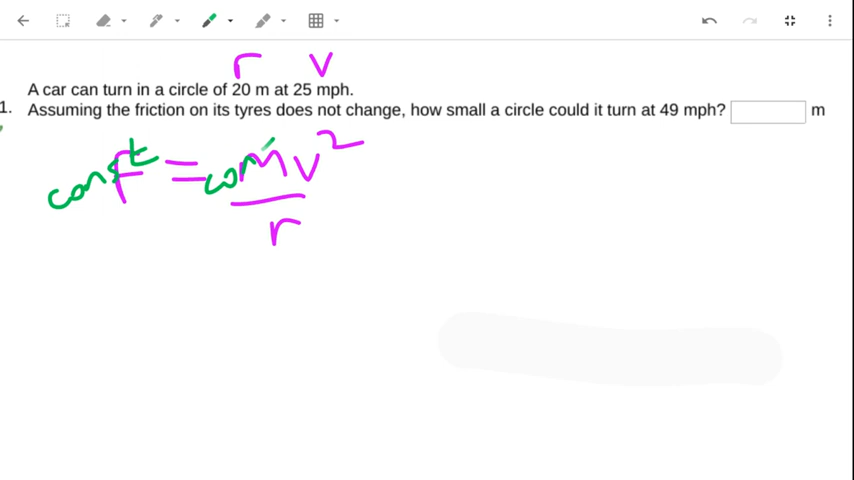 r v
A car can turn in a circle of 20 m at 25 mph.
1. Assuming the friction on its tyres does not change, how small a circle could it turn at 49 mph? m
const F = con mv²
r